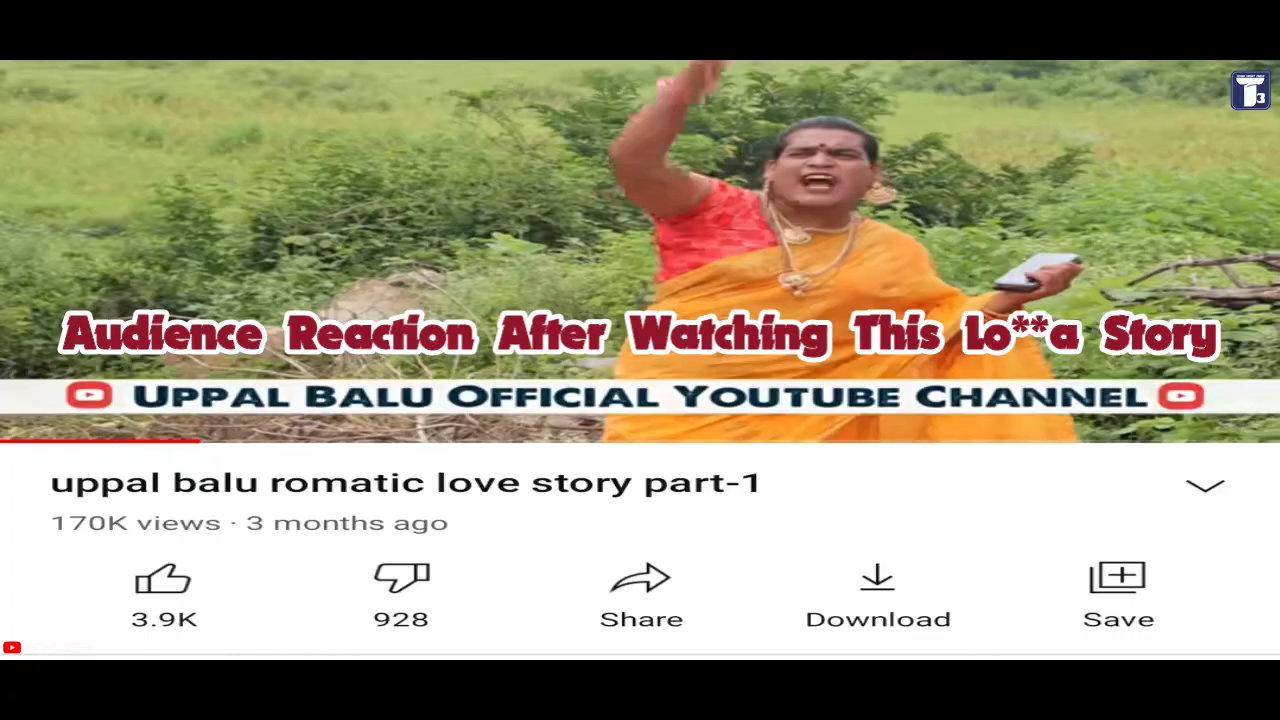 T3
Audience Reaction After Watching This Lo**a Story
UPPAL BALU OFFICIAL YOUTUBE CHANNEL
uppal balu romatic love story part-1
170K views · 3 months ago
3.9K 928 Share Download Save